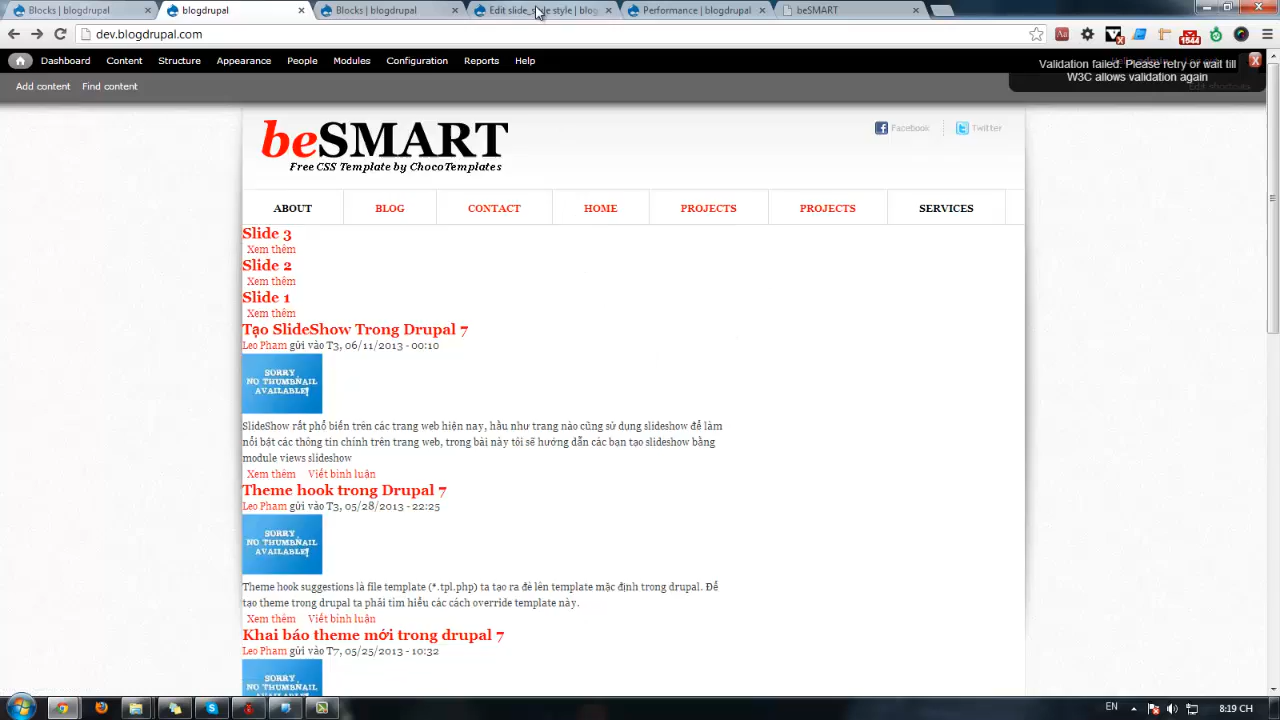 Blocks | blogdrupal
blogdrupal
Blocks | blogdrupal
Edit slide_
style | blog
Performance | blogdrupal
beSMART
dev.blogdrupal.com
1544
Dashboard
Content
Structure
Appearance
People
Modules
Configuration
Reports
Help
Validation failed. Please retry or wait till
W3C allows validation again
Add content
Find content
Edit shortcuts
beSMART
Free CSS Template by ChocoTemplates
Facebook
Twitter
ABOUT
BLOG
CONTACT
HOME
PROJECTS
PROJECTS
SERVICES
Slide 3
Xem thêm
Slide 2
Xem thêm
Slide 1
Xem thêm
Tạo SlideShow Trong Drupal 7
Leo Pham gửi vào T3, 06/11/2013 - 00:10
SORRY
NO THUMBNAIL
AVAILABLE!
SlideShow rất phổ biến trên các trang web hiện nay, hầu như trang nào cũng sử dụng slideshow để làm
nổi bật các thông tin chính trên trang web, trong bài này tôi sẽ hướng dẫn các bạn tạo slideshow bằng
module views slideshow
Xem thêm Viết bình luận
Theme hook trong Drupal 7
Leo Pham gửi vào T3, 05/28/2013 - 22:25
SORRY
NO THUMBNAIL
AVAILABLE!
Theme hook suggestions là file template (*.tpl.php) ta tạo ra đè lên template mặc định trong drupal. Để
tạo theme trong drupal ta phải tìm hiểu các cách override template này.
Xem thêm Viết bình luận
Khai báo theme mới trong drupal 7
Leo Pham gửi vào T7, 05/25/2013 - 10:32
SORRY
NO THUMBNAIL
EN
8:19 CH